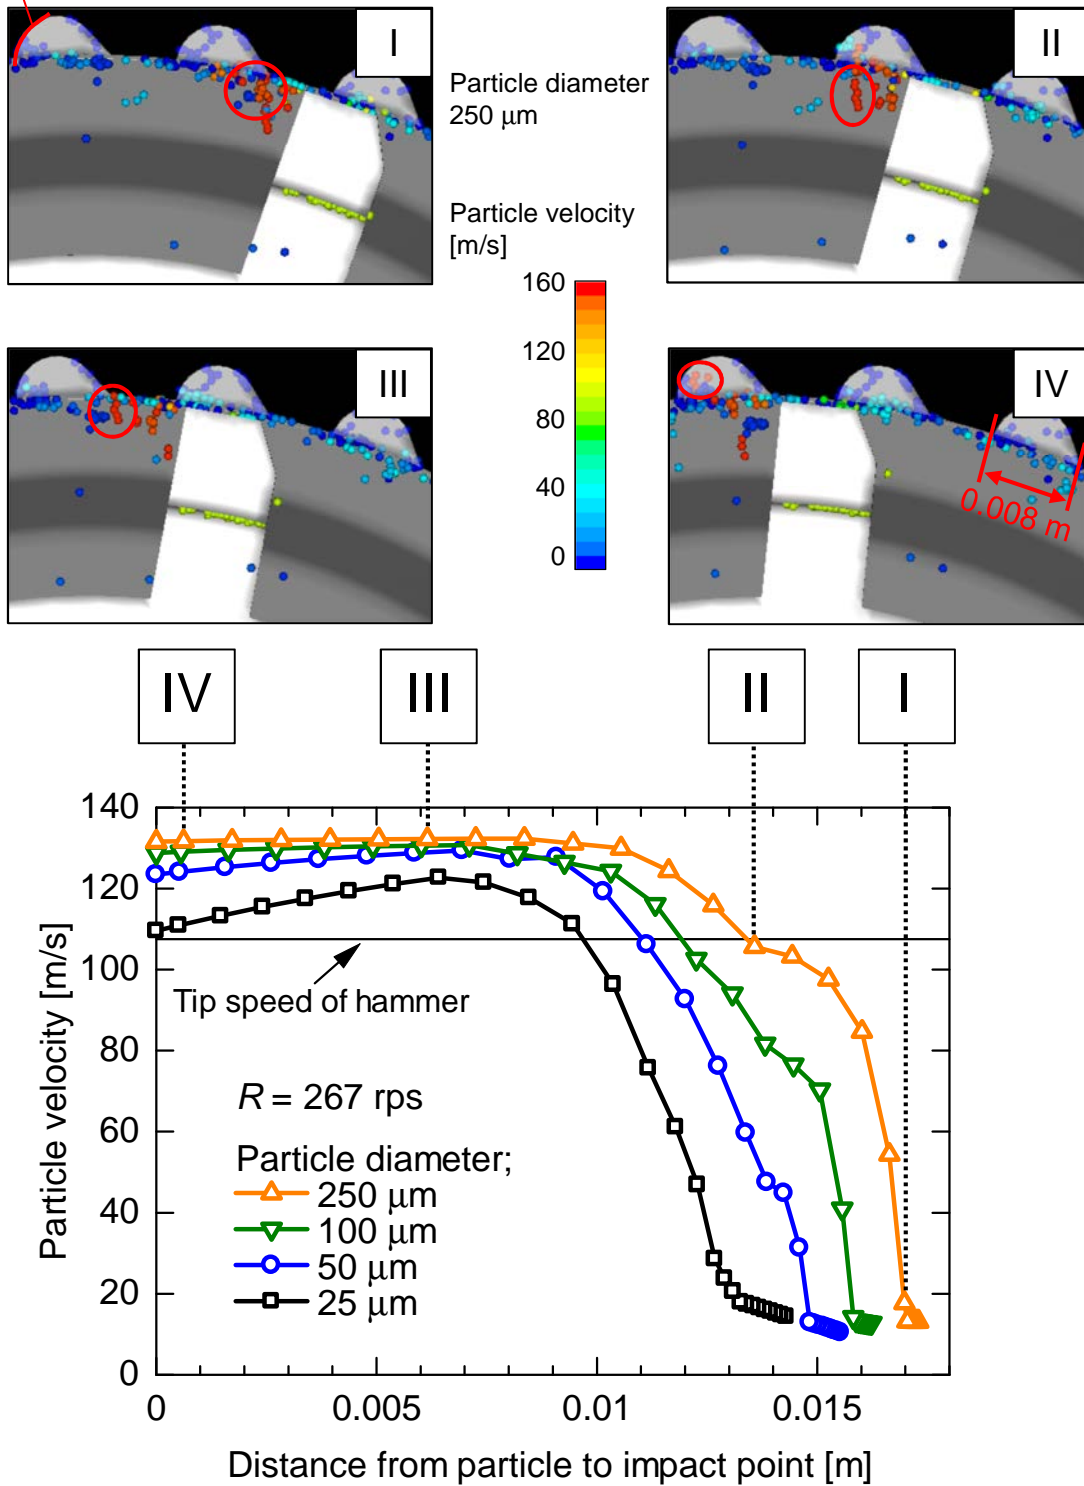 I
II
Particle diameter
250 μm
Particle velocity
[m/s]
160
120
80
40
0
III
IV
0.008 m
IV
III
II
I
140
120
100
80
60
40
20
0
Particle velocity [m/s]
Tip speed of hammer
R = 267 rps
Particle diameter;
250 μm
100 μm
50 μm
25 μm
0
0.005
0.01
0.015
Distance from particle to impact point [m]